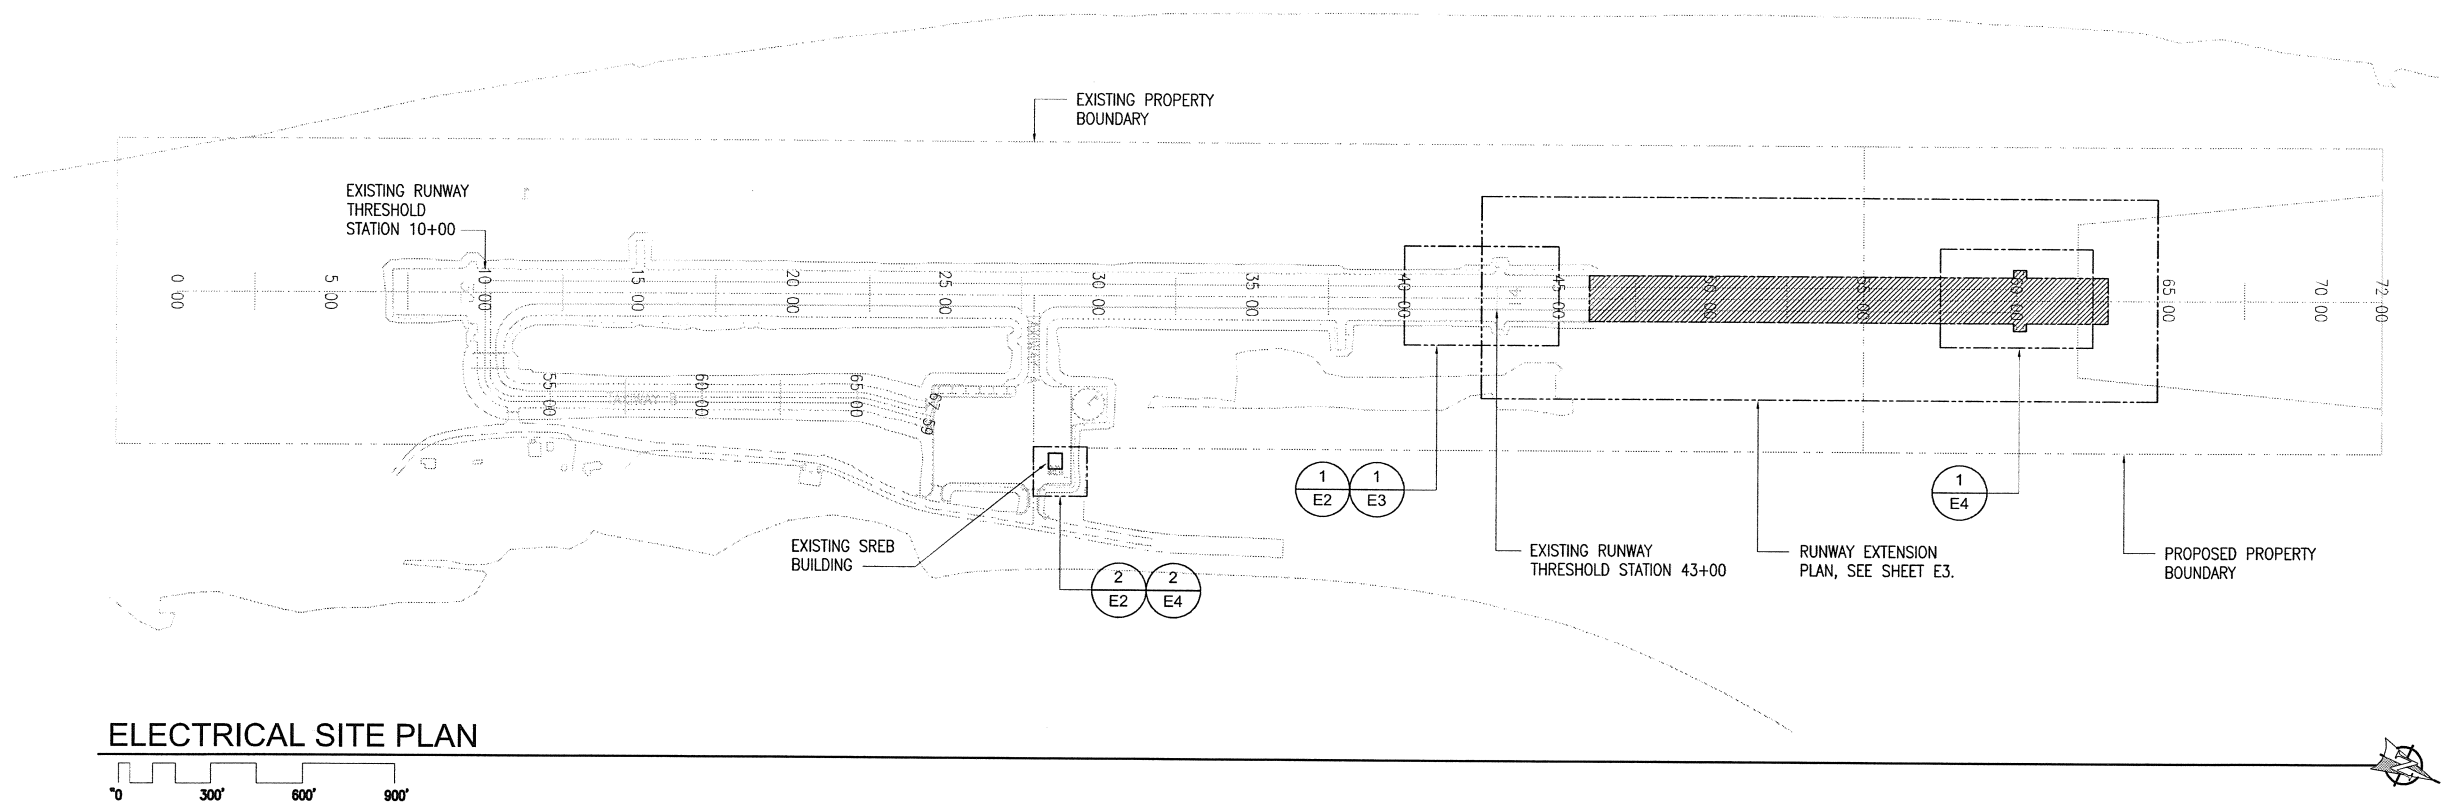 EXISTING PROPERTY
BOUNDARY
EXISTING RUNWAY
THRESHOLD
STATION 10+00
0 00
5 00
10 00
15 00
20 00
25 00
30 00
35 00
40 00
45 00
50 00
55 00
60 00
65 00
70 00
72 00
55 00
60 00
65 00
67 59
1
E2
1
E3
1
E4
EXISTING SREB
BUILDING
2
E2
2
E4
EXISTING RUNWAY
THRESHOLD STATION 43+00
RUNWAY EXTENSION
PLAN, SEE SHEET E3.
PROPOSED PROPERTY
BOUNDARY
ELECTRICAL SITE PLAN
0 300' 600' 900'